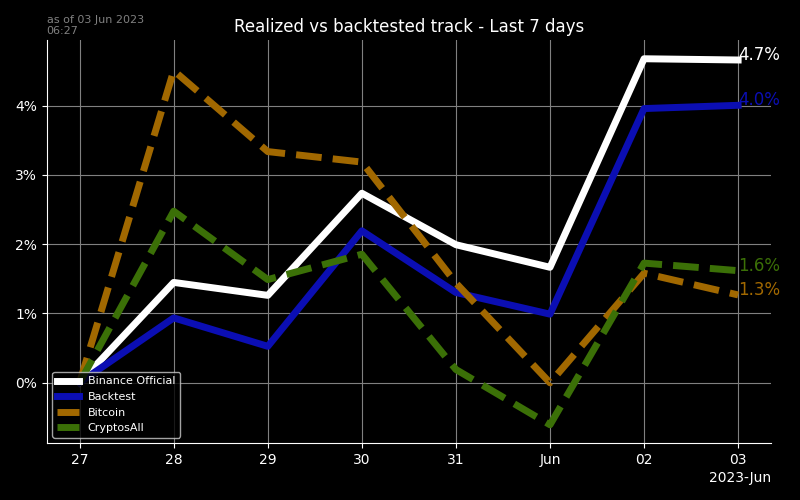 as of 03 Jun 2023
06:27
Realized vs backtested track - Last 7 days
4.7%
4.0%
4%
3%
2%
1.6%
1.3%
1%
0%
Binance Official
Backtest
Bitcoin
CryptosAll
27 28 29 30 31 Jun 02 03
2023-Jun